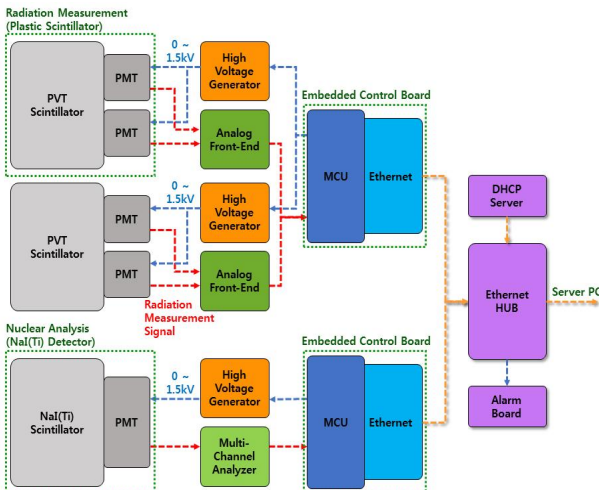 Radiation Measurement
(Plastic Scintillator)
PVT
Scintillator
PMT
PMT
0 ~
1.5kV
High
Voltage
Generator
Analog
Front-End
Embedded Control Board
MCU
Ethernet
PVT
Scintillator
PMT
PMT
0 ~
1.5kV
High
Voltage
Generator
Analog
Front-End
Radiation
Measurement
Signal
DHCP
Server
Ethernet
HUB
Server PC
Alarm
Board
Nuclear Analysis
(NaI(Ti) Detector)
NaI(Ti)
Scintillator
PMT
0 ~
1.5kV
High
Voltage
Generator
Multi-
Channel
Analyzer
Embedded Control Board
MCU
Ethernet